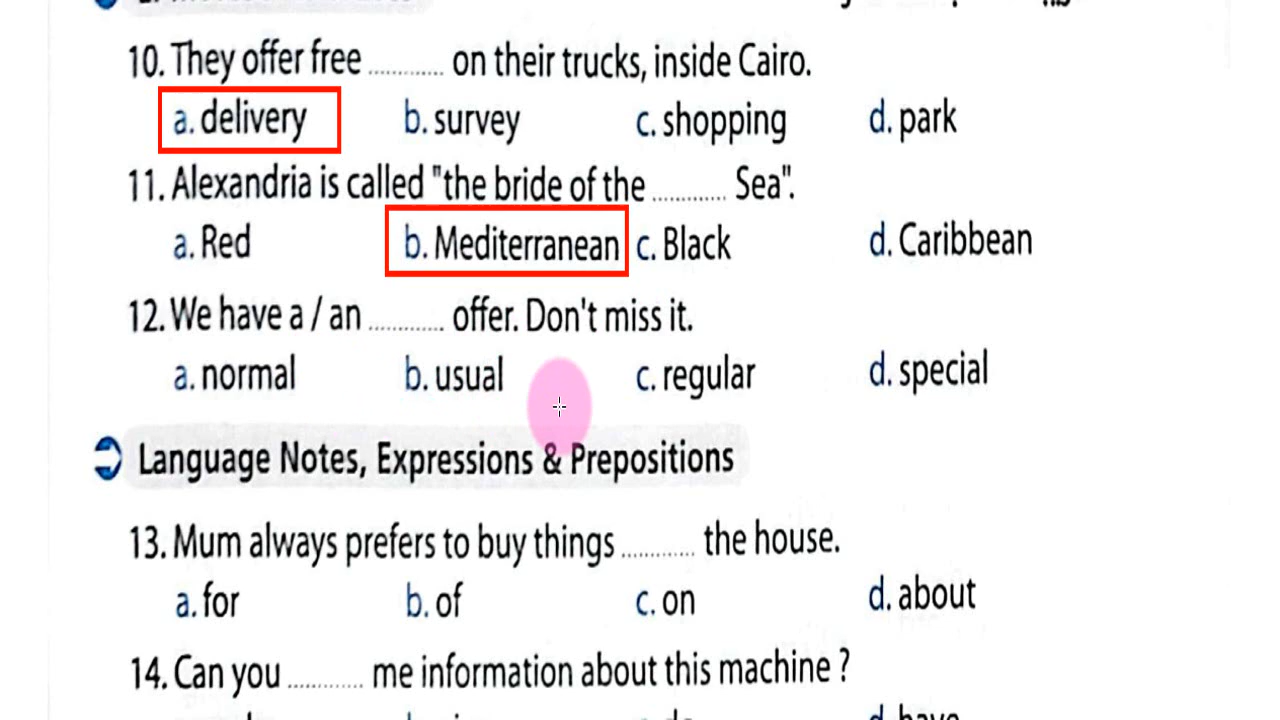 10. They offer free ............ on their trucks, inside Cairo.
a. delivery b. survey c. shopping d. park
11. Alexandria is called "the bride of the ............ Sea".
a. Red b. Mediterranean c. Black d. Caribbean
12. We have a / an ............ offer. Don't miss it.
a. normal b. usual c. regular d. special
Language Notes, Expressions & Prepositions
13. Mum always prefers to buy things ............ the house.
a. for b. of c. on d. about
14. Can you ............ me information about this machine ?
d. have